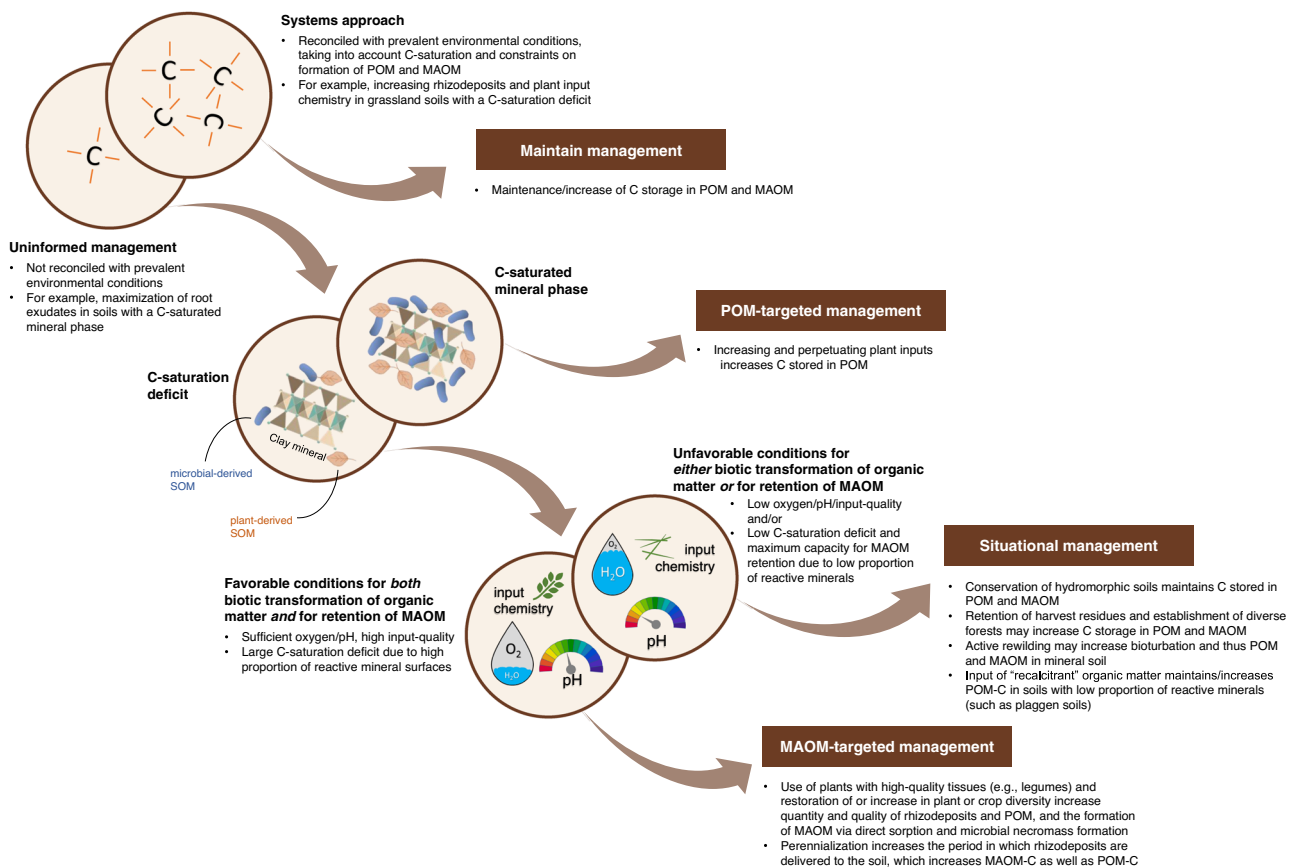 Systems approach
• Reconciled with prevalent environmental conditions,
taking into account C-saturation and constraints on
formation of POM and MAOM
• For example, increasing rhizodeposits and plant input
chemistry in grassland soils with a C-saturation deficit
C
C
C
C
C
Maintain management
• Maintenance/increase of C storage in POM and MAOM
Uninformed management
• Not reconciled with prevalent
environmental conditions
• For example, maximization of root
exudates in soils with a C-saturated
mineral phase
C-saturated
mineral phase
POM-targeted management
• Increasing and perpetuating plant inputs
increases C stored in POM
C-saturation
deficit
Clay mineral
microbial-derived
SOM
plant-derived
SOM
Unfavorable conditions for
either biotic transformation of organic
matter or for retention of MAOM
• Low oxygen/pH/input-quality
and/or
• Low C-saturation deficit and
maximum capacity for MAOM
retention due to low proportion
of reactive minerals
O2
H2O
input
chemistry
pH
Situational management
• Conservation of hydromorphic soils maintains C stored in
POM and MAOM
• Retention of harvest residues and establishment of diverse
forests may increase C storage in POM and MAOM
• Active rewilding may increase bioturbation and thus POM
and MAOM in mineral soil
• Input of “recalcitrant” organic matter maintains/increases
POM-C in soils with low proportion of reactive minerals
(such as plaggen soils)
Favorable conditions for both
biotic transformation of organic
matter and for retention of MAOM
• Sufficient oxygen/pH, high input-quality
• Large C-saturation deficit due to high
proportion of reactive mineral surfaces
input
chemistry
O2
H2O
pH
MAOM-targeted management
• Use of plants with high-quality tissues (e.g., legumes) and
restoration of or increase in plant or crop diversity increase
quantity and quality of rhizodeposits and POM, and the formation
of MAOM via direct sorption and microbial necromass formation
• Perennialization increases the period in which rhizodeposits are
delivered to the soil, which increases MAOM-C as well as POM-C